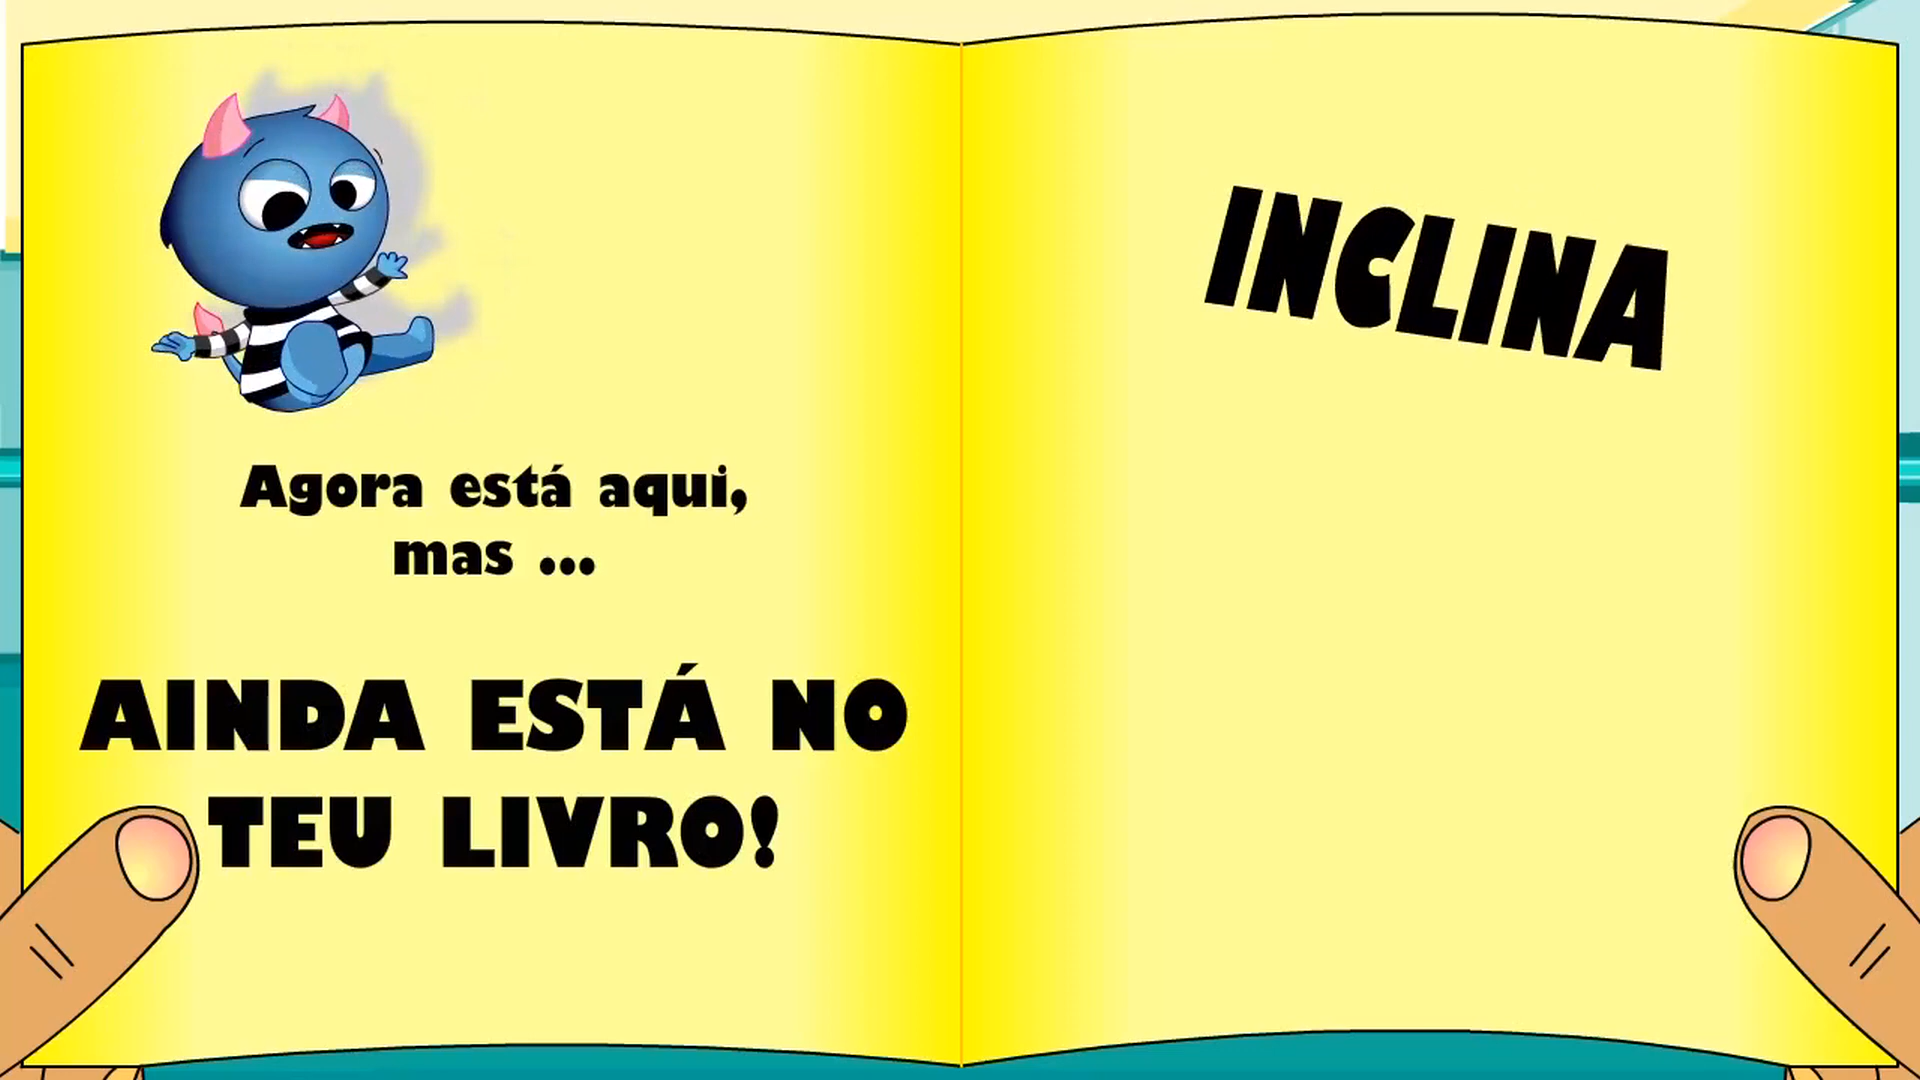 Agora está aqui,
mas ...
AINDA ESTÁ NO
TEU LIVRO!
INCLINA